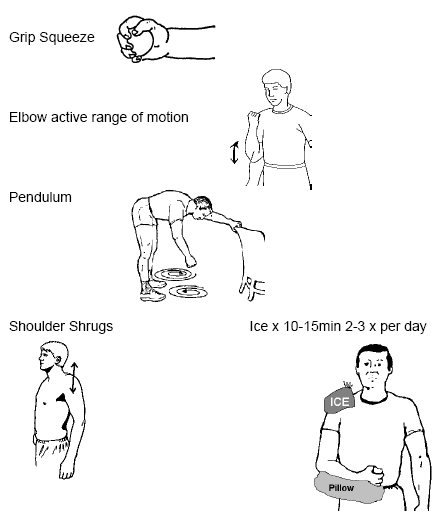 Grip Squeeze
Elbow active range of motion
Pendulum
Shoulder Shrugs
Ice x 10-15min 2-3 x per day
ICE
Pillow